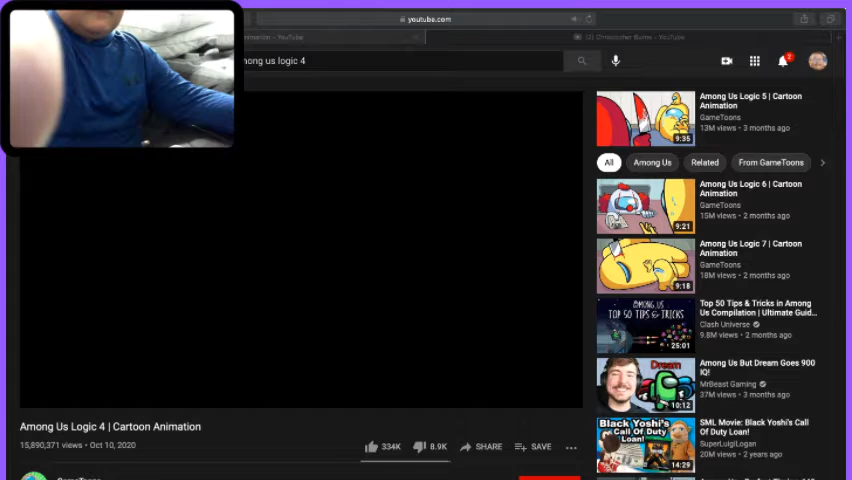 youtube.com
– YouTube
(2) Christopher Burns – YouTube
ong us logic 4
2
Among Us Logic 5 | Cartoon
Animation
GameToons
13M views • 3 months ago
9:35
All
Among Us
Related
From GameToons
Among Us Logic 6 | Cartoon
Animation
GameToons
15M views • 2 months ago
9:21
Among Us Logic 7 | Cartoon
Animation
GameToons
18M views • 2 months ago
9:18
AMONG US
TOP 50 TIPS & TRICKS
25:01
Top 50 Tips & Tricks in Among
Us Compilation | Ultimate Guid...
Clash Universe
9.8M views • 2 months ago
Dream
10:12
Among Us But Dream Goes 900
IQ!
MrBeast Gaming
37M views • 3 months ago
Black Yoshi's
Call Of Duty
Loan!
14:29
SML Movie: Black Yoshi's Call
Of Duty Loan!
SuperLuigiLogan
20M views • 2 years ago
Among Us Logic 4 | Cartoon Animation
15,890,371 views • Oct 10, 2020
334K
8.9K
SHARE
SAVE